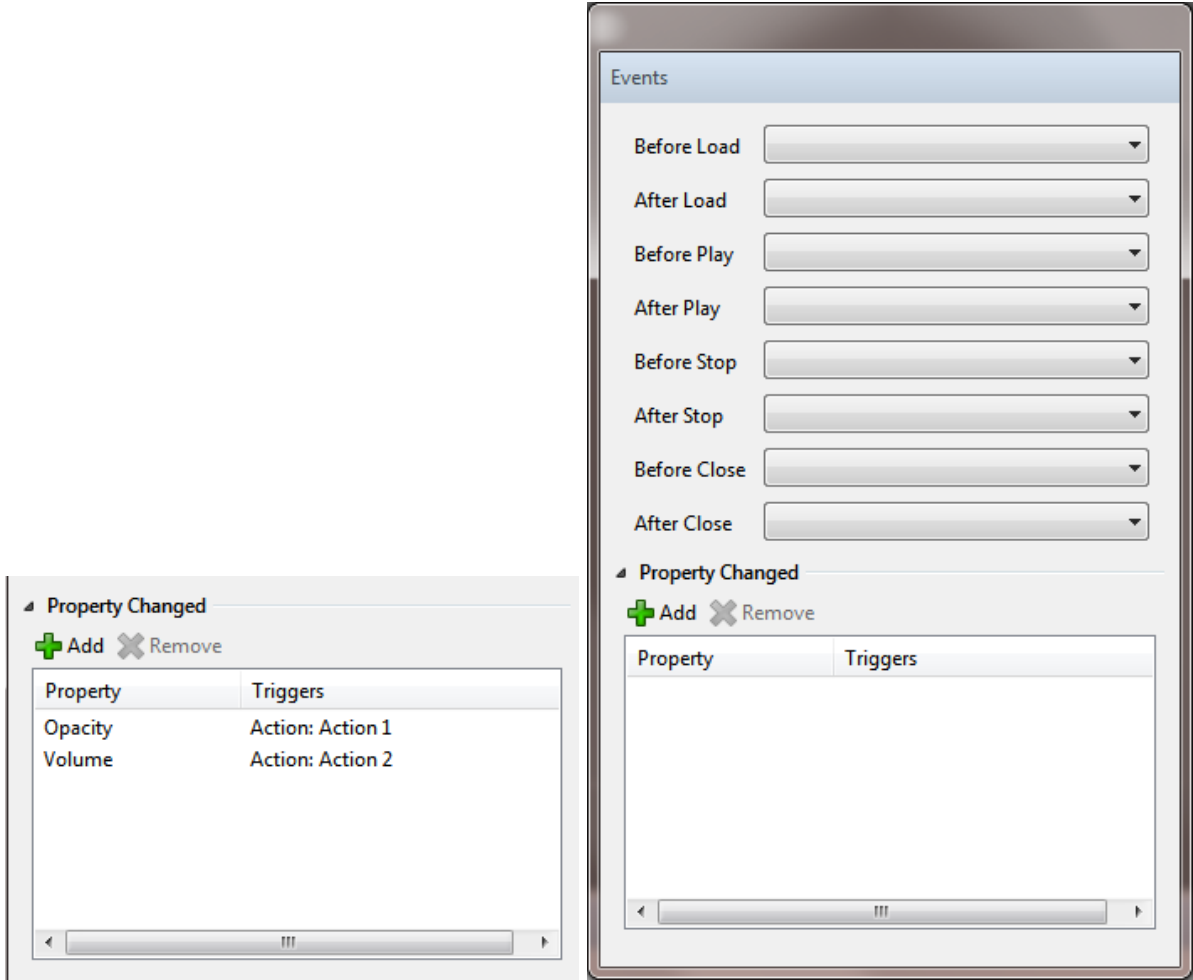 Property Changed
Add Remove
Property Triggers
Opacity Action: Action 1
Volume Action: Action 2
Events
Before Load
After Load
Before Play
After Play
Before Stop
After Stop
Before Close
After Close
Property Changed
Add Remove
Property Triggers